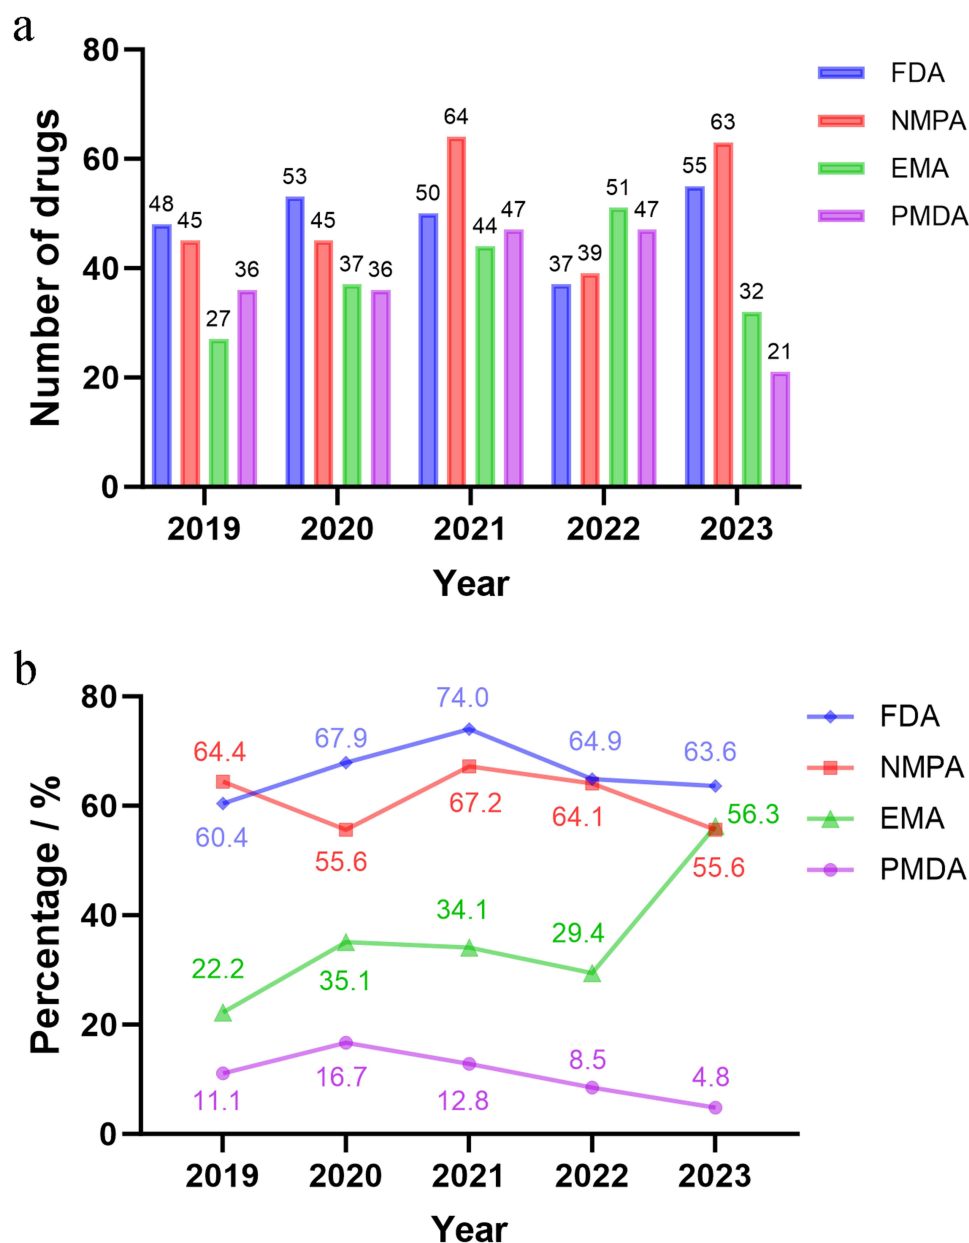 a
Number of drugs
80
60
40
20
0
48 45 27 36
53 45 37 36
50 64 44 47
37 39 51 47
55 63 32 21
2019 2020 2021 2022 2023
Year
FDA
NMPA
EMA
PMDA
b
Percentage / %
80
60
40
20
0
60.4 67.9 74.0 64.9 63.6
64.4 55.6 67.2 64.1 55.6
22.2 35.1 34.1 29.4 56.3
11.1 16.7 12.8 8.5 4.8
2019 2020 2021 2022 2023
Year
FDA
NMPA
EMA
PMDA